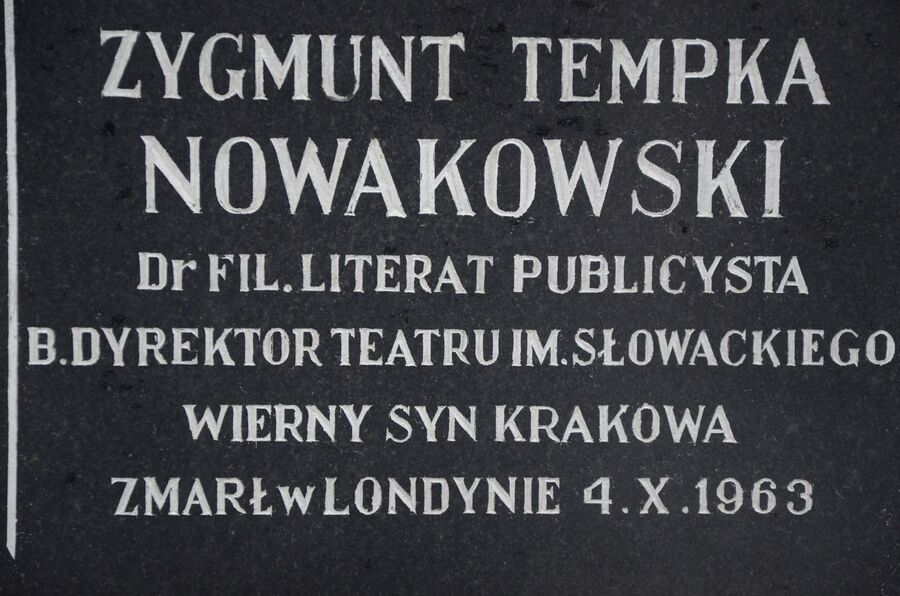 ZYGMUNT TEMPKA
NOWAKOWSKI
Dr FIL. LITERAT PUBLICYSTA
B. DYREKTOR TEATRU IM. SŁOWACKIEGO
WIERNY SYN KRAKOWA
ZMARŁ w LONDYNIE 4.X.1963